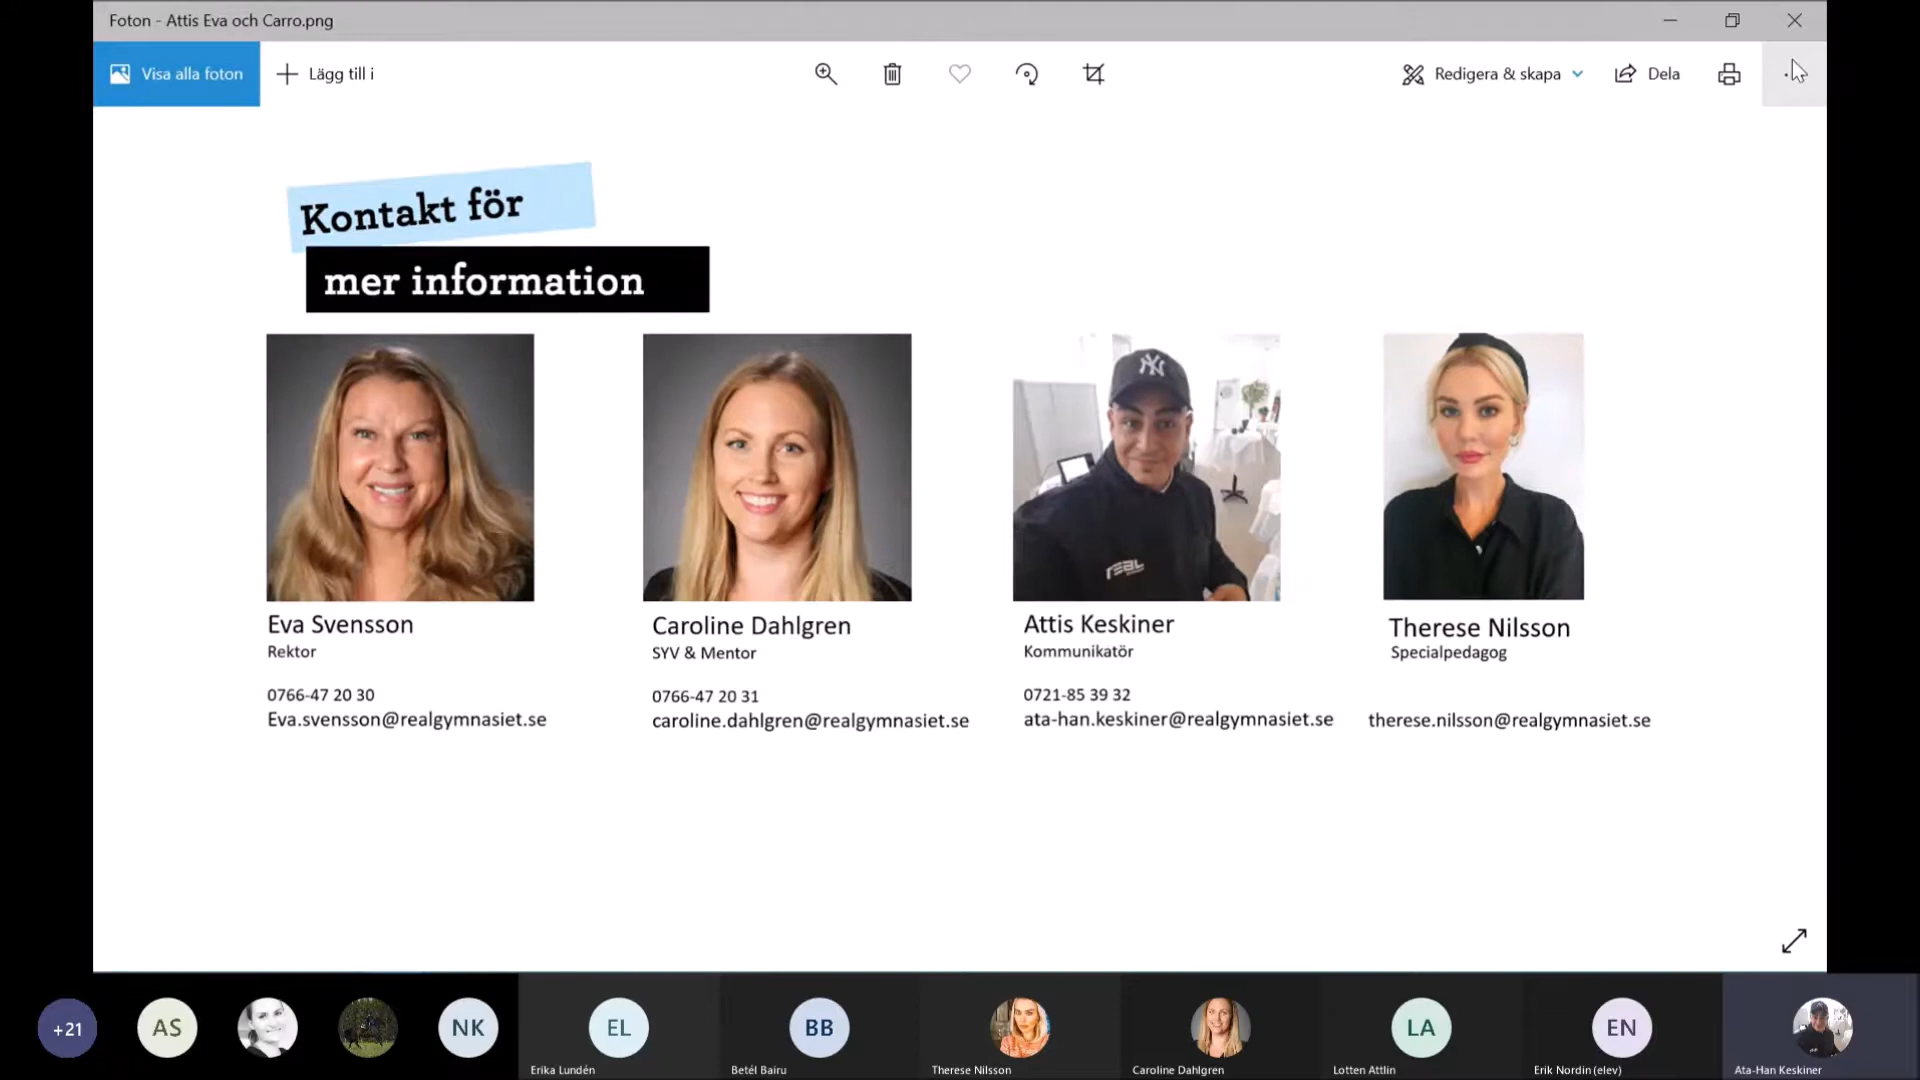 Foton - Attis Eva och Carro.png
Visa alla foton
Lägg till i
Redigera & skapa
Dela
Kontakt för
mer information
NY
real
Eva Svensson
Rektor
0766-47 20 30
Eva.svensson@realgymnasiet.se
Caroline Dahlgren
SYV & Mentor
0766-47 20 31
caroline.dahlgren@realgymnasiet.se
Attis Keskiner
Kommunikatör
0721-85 39 32
ata-han.keskiner@realgymnasiet.se
Therese Nilsson
Specialpedagog
therese.nilsson@realgymnasiet.se
+21
AS
NK
EL
Erika Lundén
BB
Betél Bairu
Therese Nilsson
Caroline Dahlgren
LA
Lotten Attlin
EN
Erik Nordin (elev)
Ata-Han Keskiner